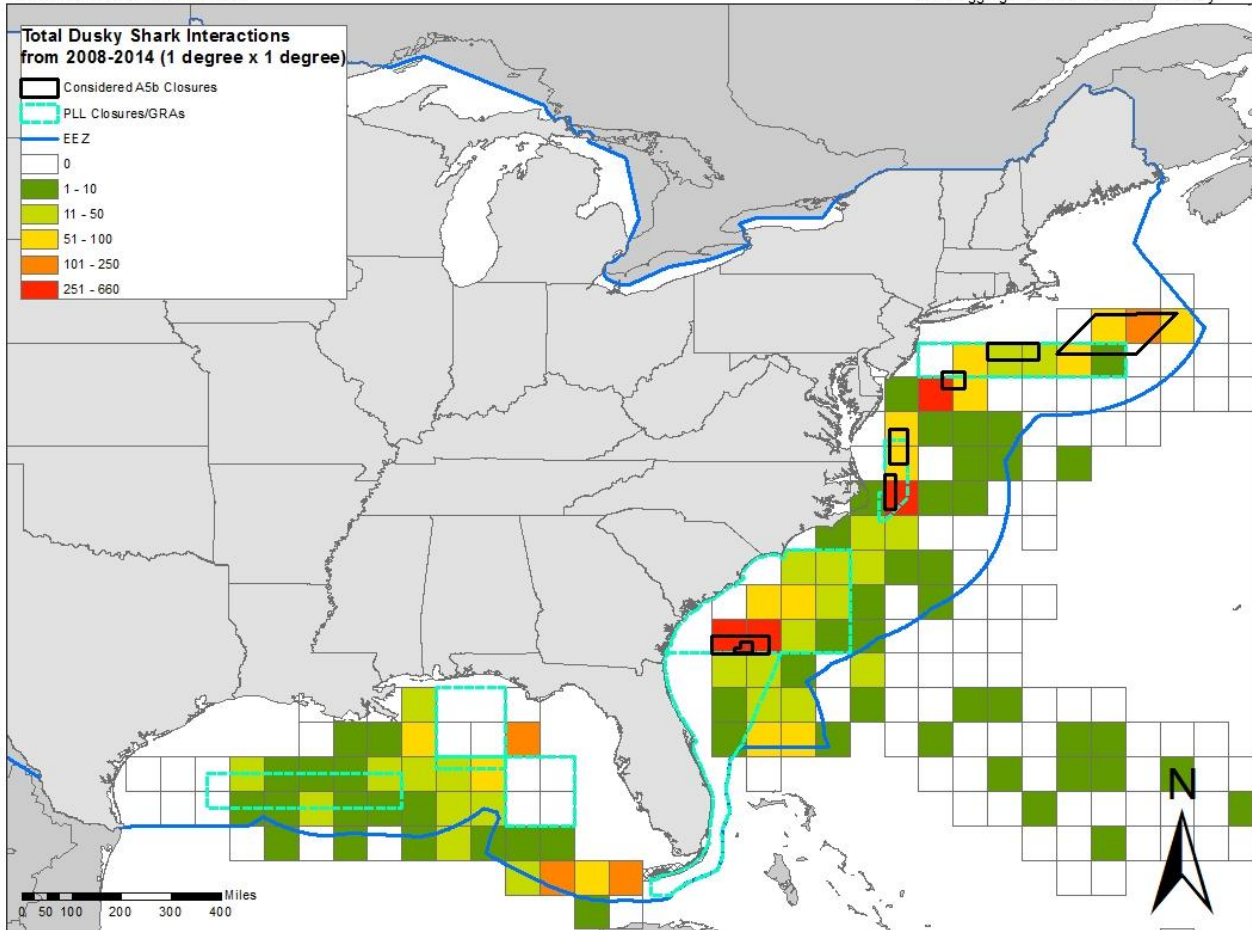 Total Dusky Shark Interactions
from 2008-2014 (1 degree x 1 degree)
Considered A5b Closures
PLL Closures/GRAs
EEZ
0
1 - 10
11 - 50
51 - 100
101 - 250
251 - 660
N
Miles
0 50 100 200 300 400